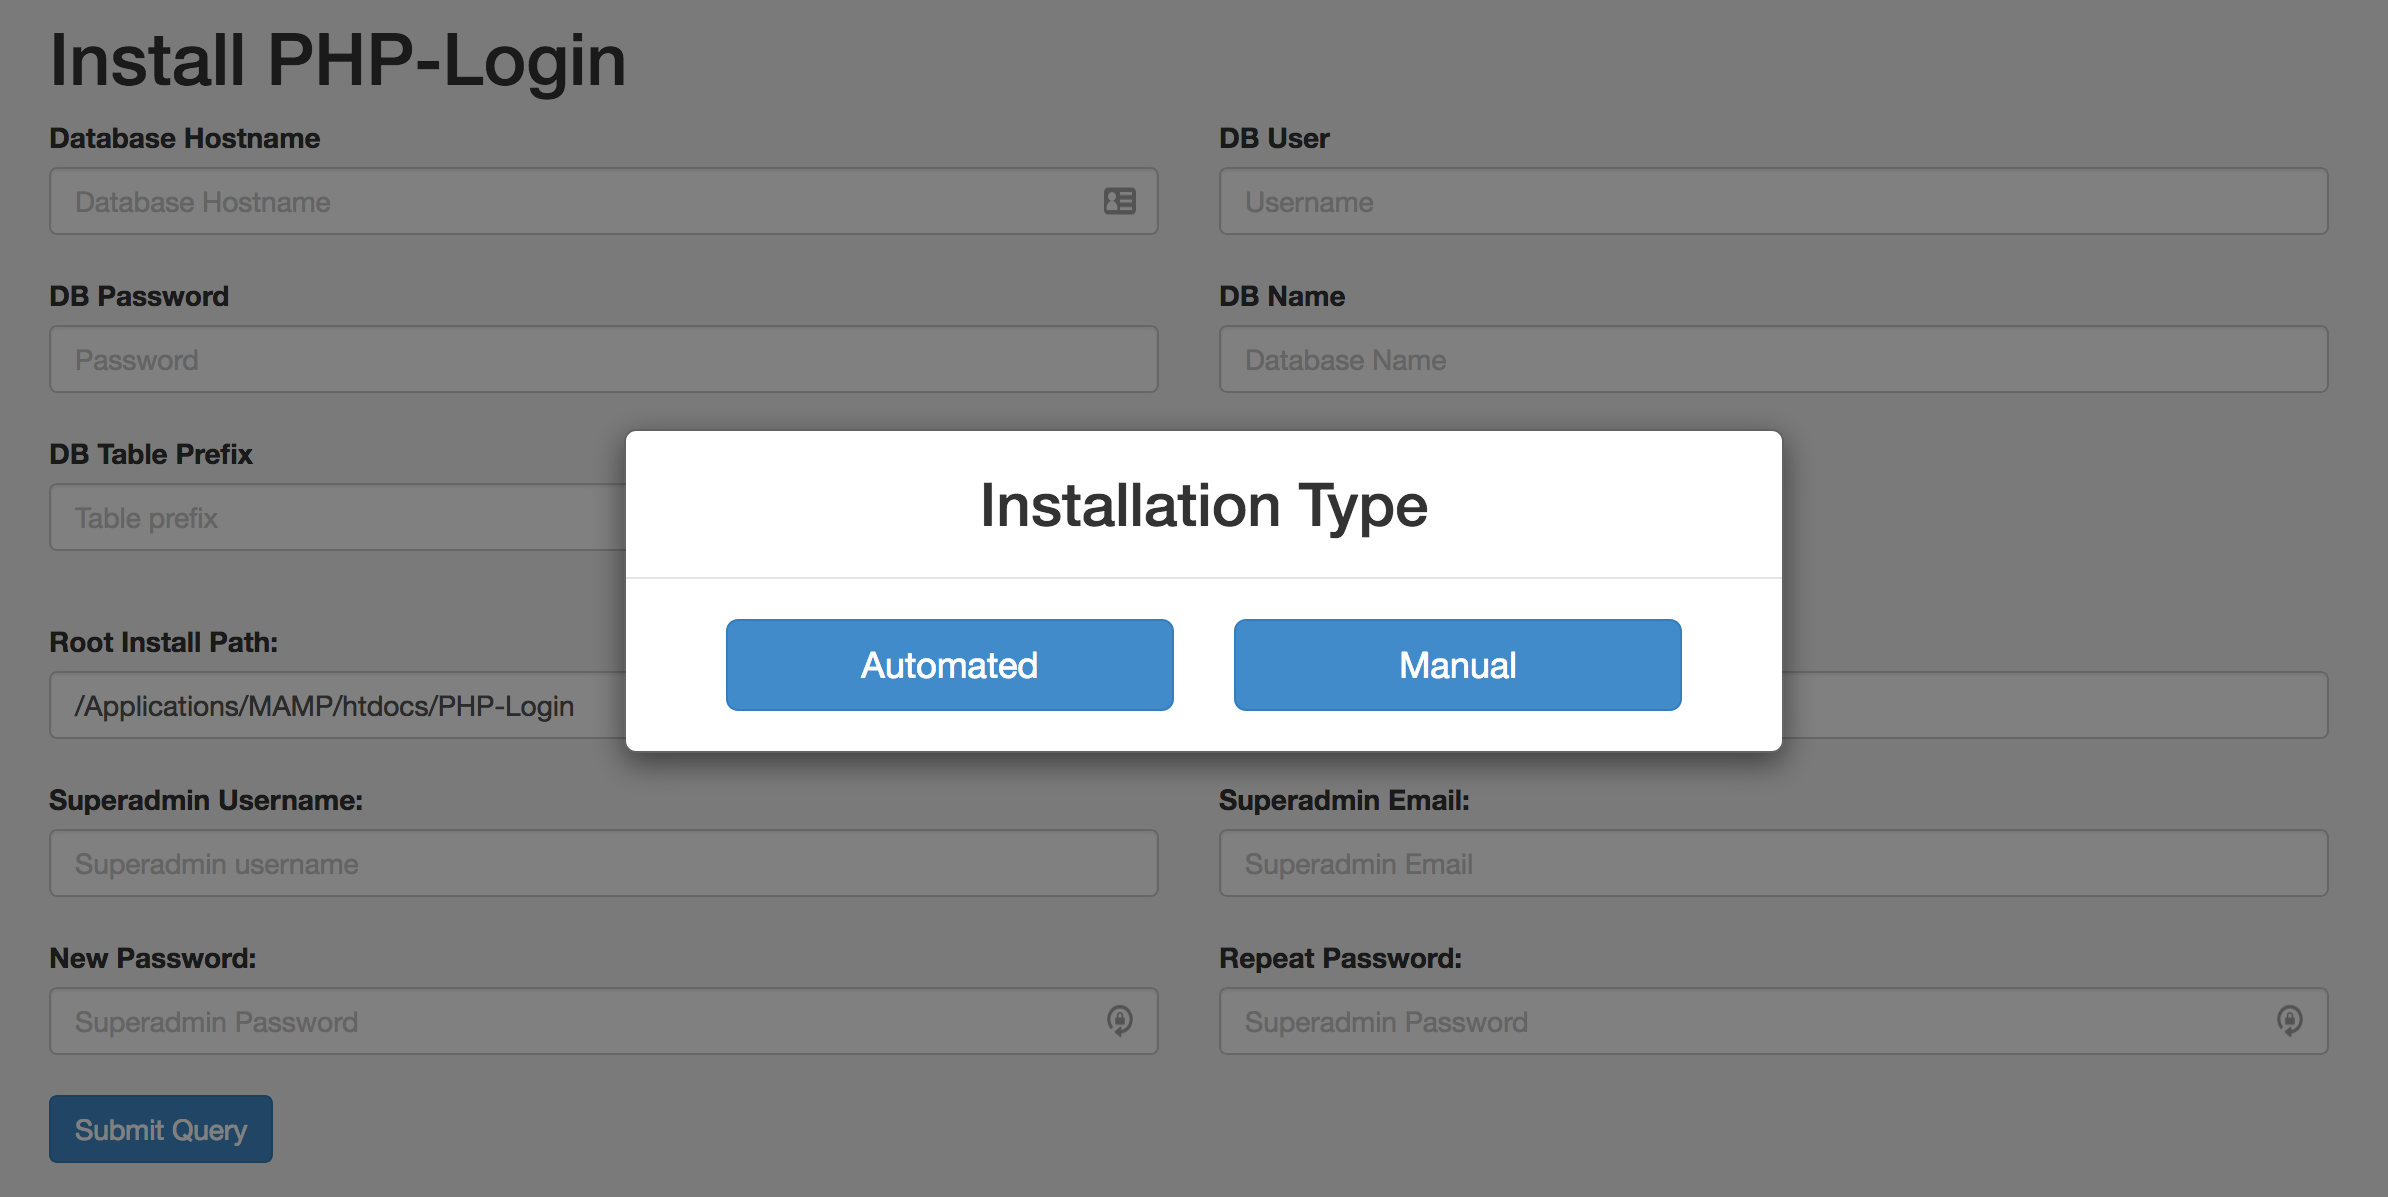 Install PHP-Login
Database Hostname
Database Hostname
DB User
Username
DB Password
Password
DB Name
Database Name
DB Table Prefix
Table prefix
Installation Type
Automated
Manual
Root Install Path:
/Applications/MAMP/htdocs/PHP-Login
Superadmin Username:
Superadmin username
Superadmin Email:
Superadmin Email
New Password:
Superadmin Password
Repeat Password:
Superadmin Password
Submit Query